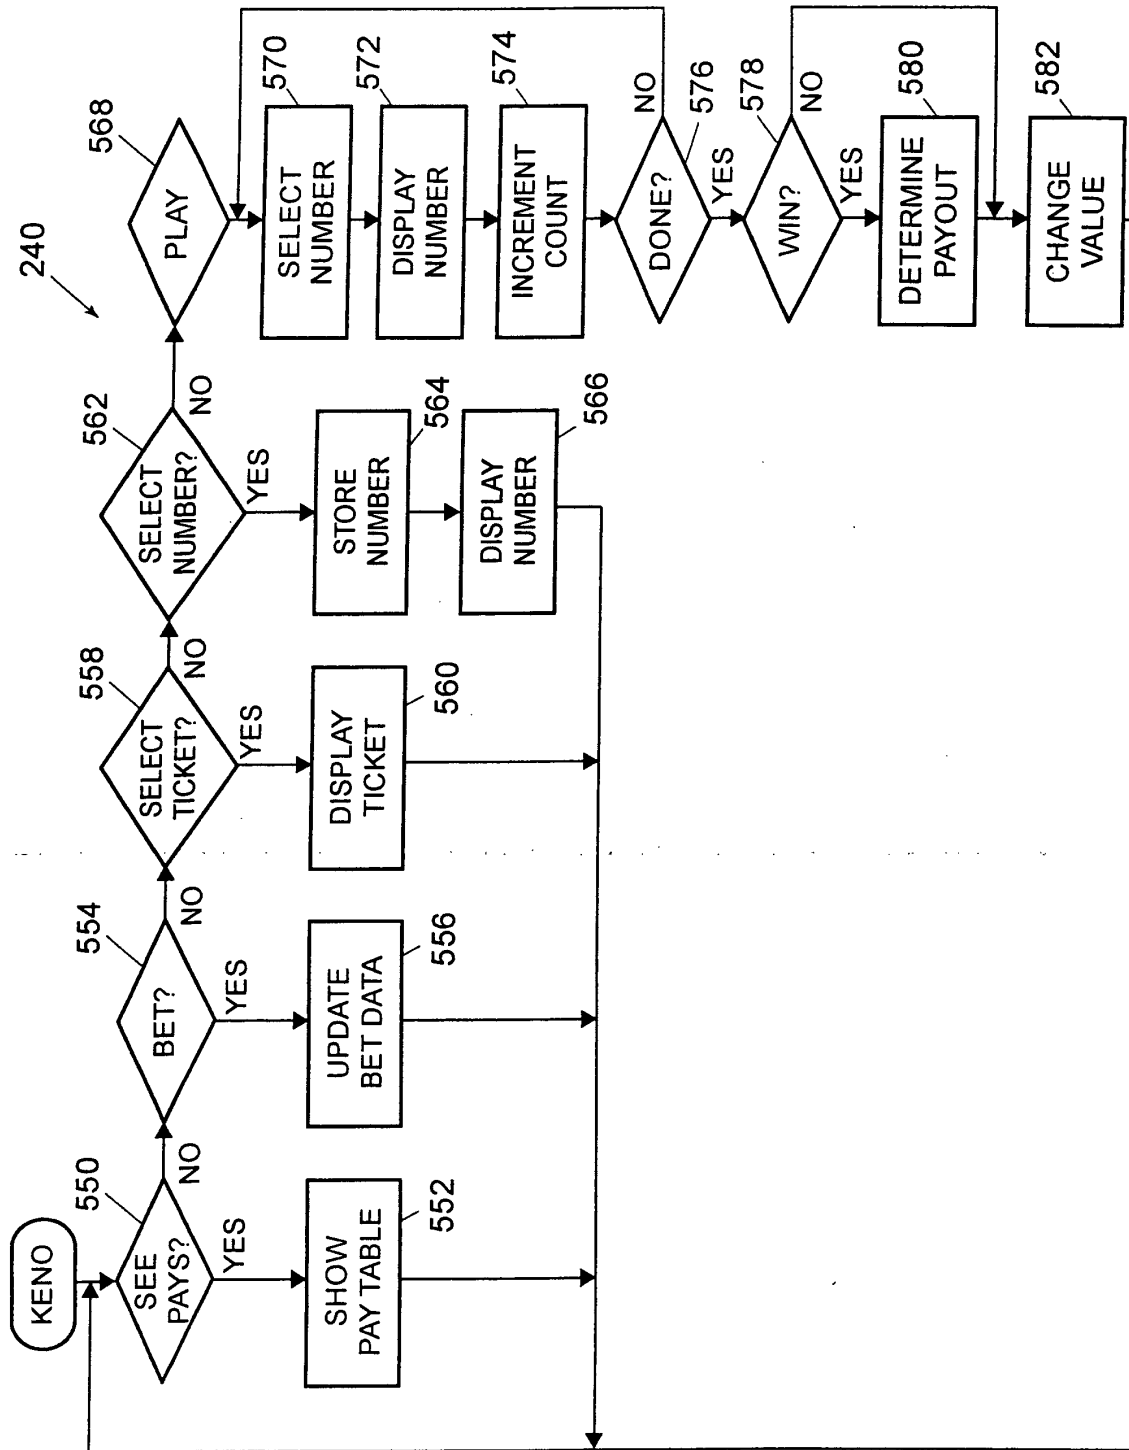 240
KENO
550
SEE
PAYS?
NO
YES
SHOW
PAY TABLE
552
554
BET?
NO
YES
UPDATE
BET DATA
556
558
SELECT
TICKET?
NO
YES
DISPLAY
TICKET
560
562
SELECT
NUMBER?
NO
YES
STORE
NUMBER
564
DISPLAY
NUMBER
566
568
PLAY
SELECT
NUMBER
570
DISPLAY
NUMBER
572
INCREMENT
COUNT
574
DONE?
NO
576
YES
WIN?
578
NO
YES
DETERMINE
PAYOUT
580
CHANGE
VALUE
582